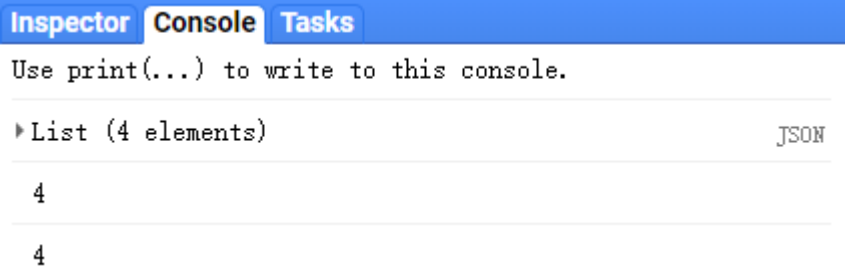 Inspector Console Tasks
Use print(...) to write to this console.
List (4 elements) JSON
4
4